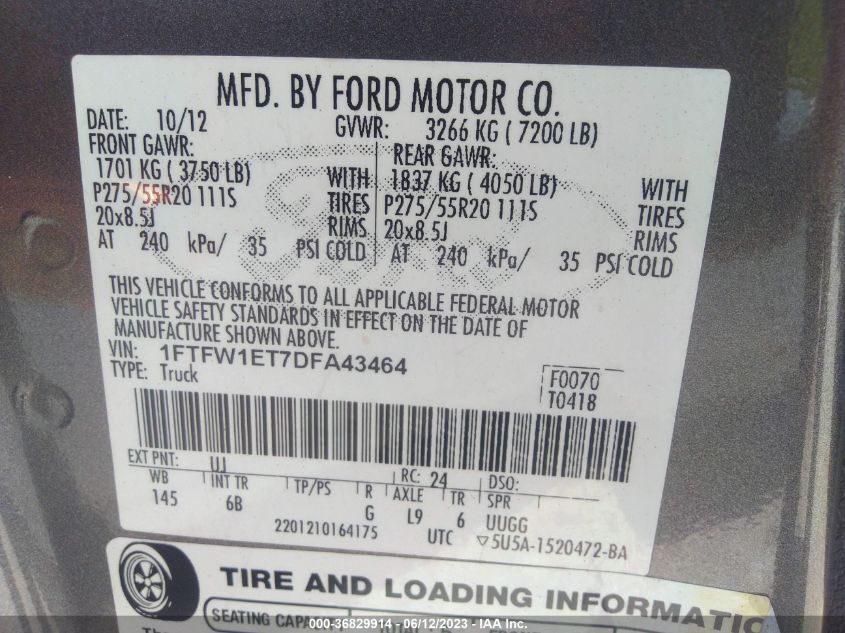 MFD. BY FORD MOTOR CO.
DATE: 10/12 GVWR: 3266 KG ( 7200 LB)
FRONT GAWR: REAR GAWR:
1701 KG ( 3750 LB) WITH 1837 KG ( 4050 LB) WITH
P275/55R20 111S TIRES P275/55R20 111S TIRES
20x8.5J RIMS 20x8.5J RIMS
AT 240 kPa/ 35 PSI COLD AT 240 kPa/ 35 PSI COLD
THIS VEHICLE CONFORMS TO ALL APPLICABLE FEDERAL MOTOR
VEHICLE SAFETY STANDARDS IN EFFECT ON THE DATE OF
MANUFACTURE SHOWN ABOVE.
VIN: 1FTFW1ET7DFA43464
TYPE: Truck
F0070
T0418
EXT PNT: UJ RC: 24 DSO:
WB INT TR TP/PS R AXLE TR SPR
145 6B G L9 6 UUGG
2201210164175 UTC ▽5U5A-1520472-BA
TIRE AND LOADING INFORMATIO
SEATING CAPACI
000-36829914 - 06/12/2023 - IAA Inc.